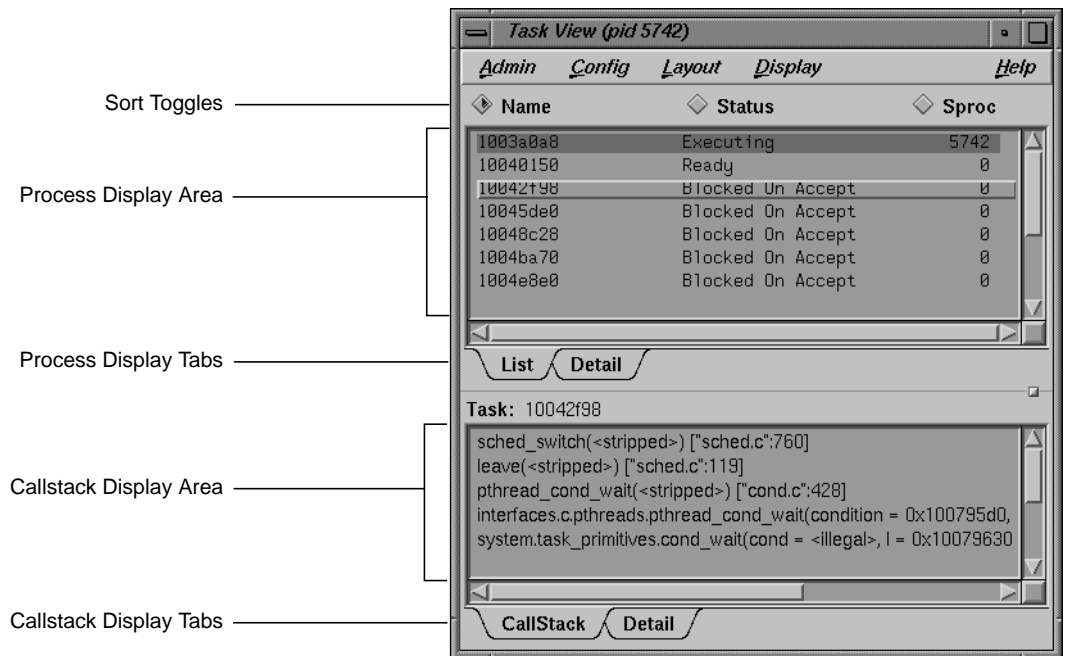 Task View (pid 5742)
Admin Config Layout Display Help
Sort Toggles
Name Status Sproc
Process Display Area
1003a0a8 Executing 5742
10040150 Ready 0
10042f98 Blocked On Accept 0
10045de0 Blocked On Accept 0
10048c28 Blocked On Accept 0
1004ba70 Blocked On Accept 0
1004e8e0 Blocked On Accept 0
Process Display Tabs
List Detail
Task: 10042f98
Callstack Display Area
sched_switch(<stripped>) ["sched.c":760]
leave(<stripped>) ["sched.c":119]
pthread_cond_wait(<stripped>) ["cond.c":428]
interfaces.c.pthreads.pthread_cond_wait(condition = 0x100795d0,
system.task_primitives.cond_wait(cond = <illegal>, l = 0x10079630
Callstack Display Tabs
CallStack Detail